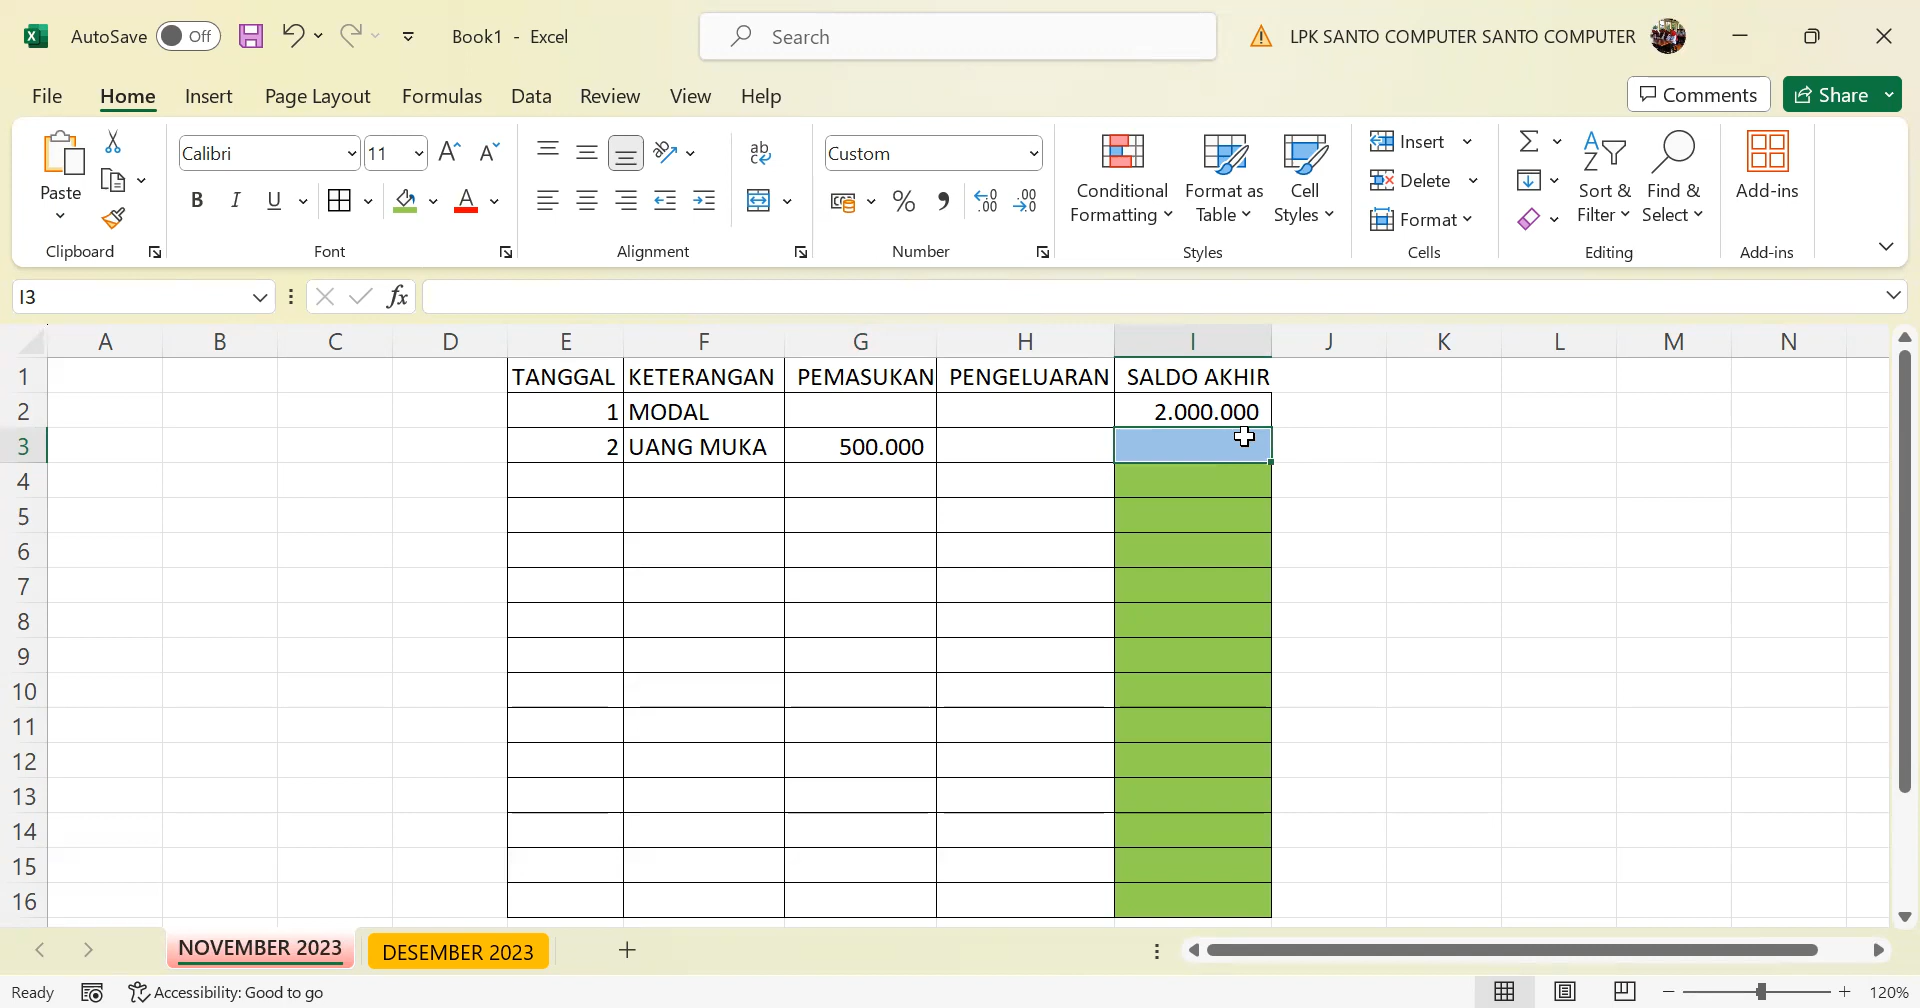 AutoSave Off Book1 - Excel Search LPK SANTO COMPUTER SANTO COMPUTER
File Home Insert Page Layout Formulas Data Review View Help Comments Share
Paste
Clipboard
Calibri 11
B I U A
Font
ab
Alignment
Custom
% 9 .00 .00
Number
Conditional Formatting
Format as Table
Cell Styles
Styles
Insert
Delete
Format
Cells
Sort & Filter
Find & Select
Editing
Add-ins
Add-ins
I3 fx
A B C D E F G H I J K L M N
1 TANGGAL KETERANGAN PEMASUKAN PENGELUARAN SALDO AKHIR
2 1 MODAL 2.000.000
3 2 UANG MUKA 500.000
4
5
6
7
8
9
10
11
12
13
14
15
16
NOVEMBER 2023 DESEMBER 2023 +
Ready Accessibility: Good to go 120%